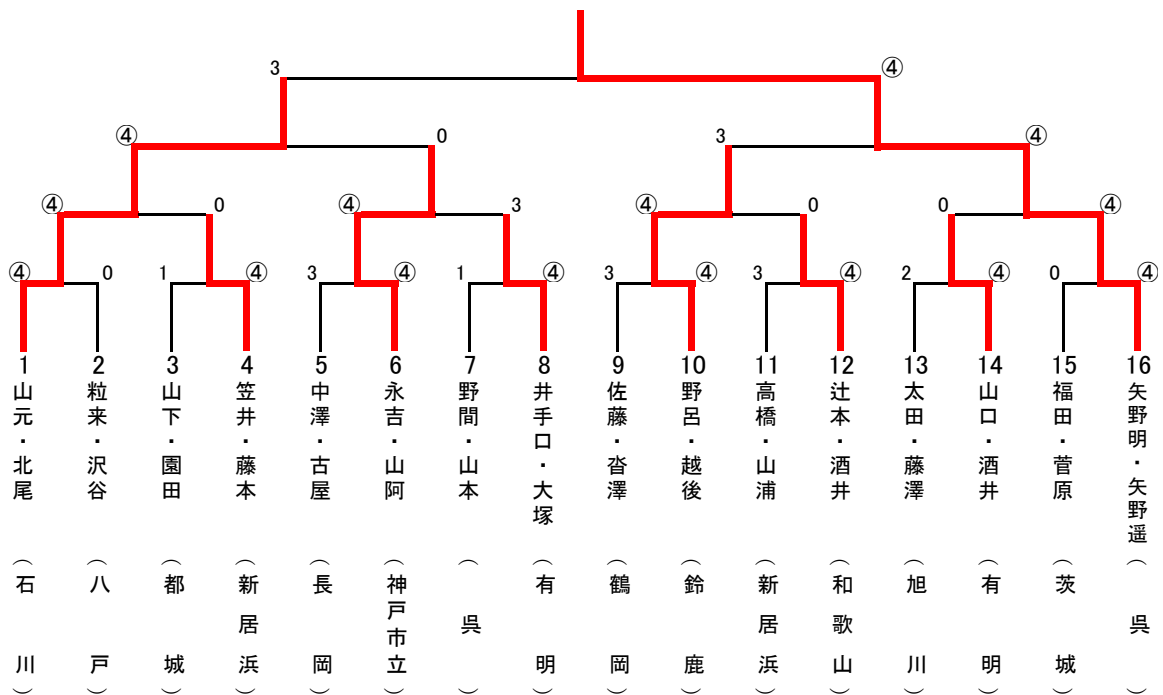 3 ④
④ 0 3 ④
④ 0 ④ 3 ④ 0 0 ④
④ 0 1 ④ 3 ④ 1 ④ 3 ④ 3 ④ 2 ④ 0 ④
1 2 3 4 5 6 7 8 9 10 11 12 13 14 15 16
山元・北尾（石川）
粒来・沢谷（八戸）
山下・園田（都城）
笠井・藤本（新居浜）
中澤・古屋（長岡）
永吉・山阿（神戸市立）
野間・山本（呉）
井手口・大塚（有明）
佐藤・沓澤（鶴岡）
野呂・越後（鈴鹿）
高橋・山浦（新居浜）
辻本・酒井（和歌山）
太田・藤澤（旭川）
山口・酒井（有明）
福田・菅原（茨城）
矢野明・矢野遥（呉）